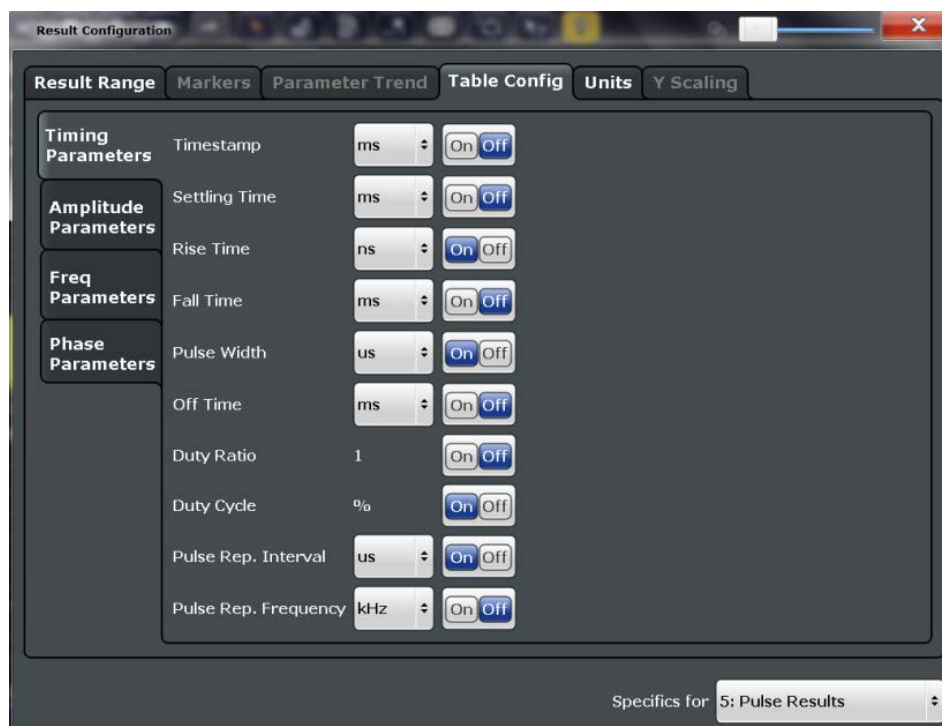 Result Configuration
X
Result Range Markers Parameter Trend Table Config Units Y Scaling
Timing
Parameters
Amplitude
Parameters
Freq
Parameters
Phase
Parameters
Timestamp ms On Off
Settling Time ms On Off
Rise Time ns On Off
Fall Time ms On Off
Pulse Width us On Off
Off Time ms On Off
Duty Ratio 1 On Off
Duty Cycle % On Off
Pulse Rep. Interval us On Off
Pulse Rep. Frequency kHz On Off
Specifics for 5: Pulse Results